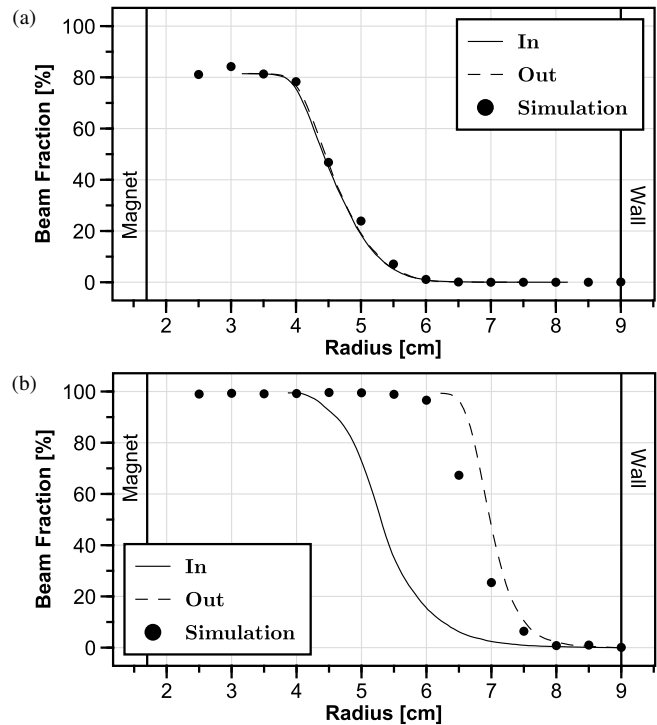 (a)
100
80
60
40
20
0
Beam Fraction [%]
Magnet
Wall
In
Out
Simulation
2 3 4 5 6 7 8 9
Radius [cm]
(b)
100
80
60
40
20
0
Beam Fraction [%]
Magnet
Wall
In
Out
Simulation
2 3 4 5 6 7 8 9
Radius [cm]